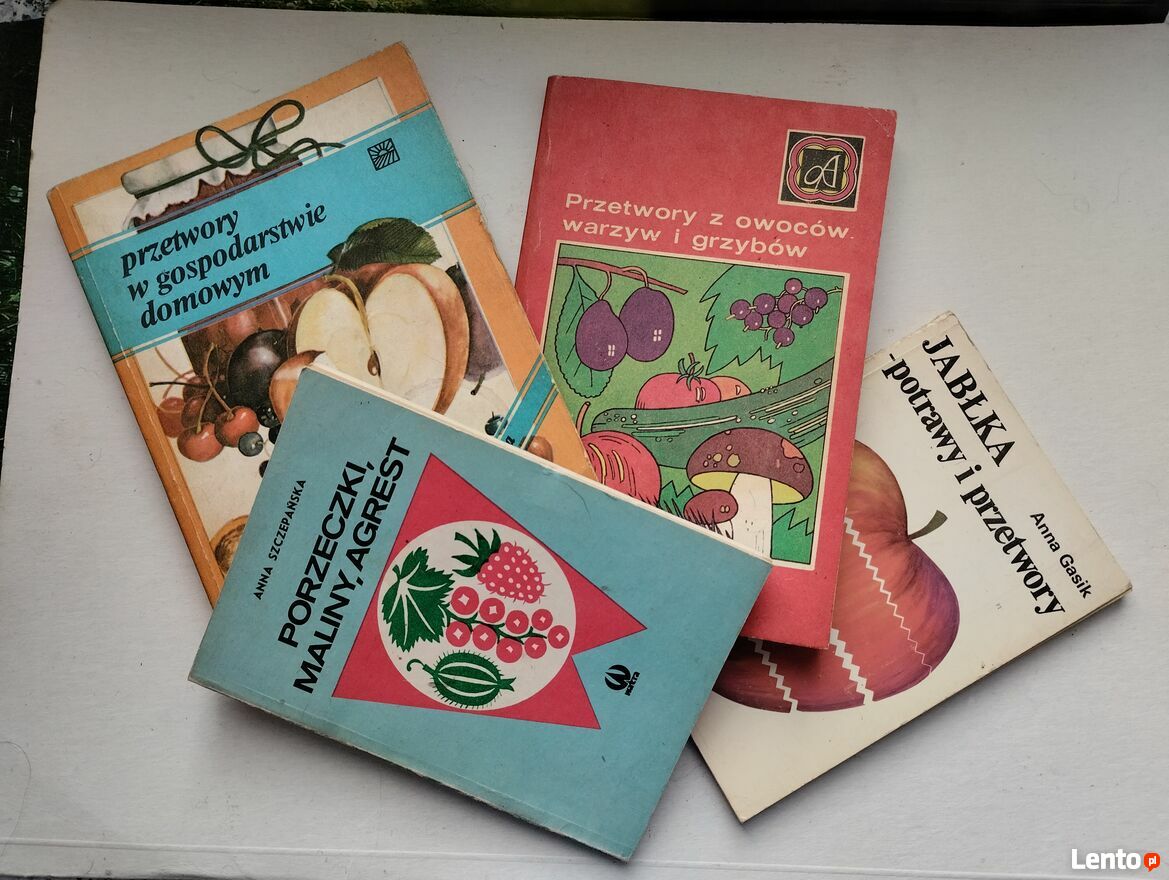 przetwory
w gospodarstwie
domowym
A
Przetwory z owoców
warzyw i grzybów
JABŁKA
-potrawy i przetwory
Anna Gasik
ANNA SZCZEPAŃSKA
PORZECZKI,
MALINY, AGREST
watra
Lento.pl